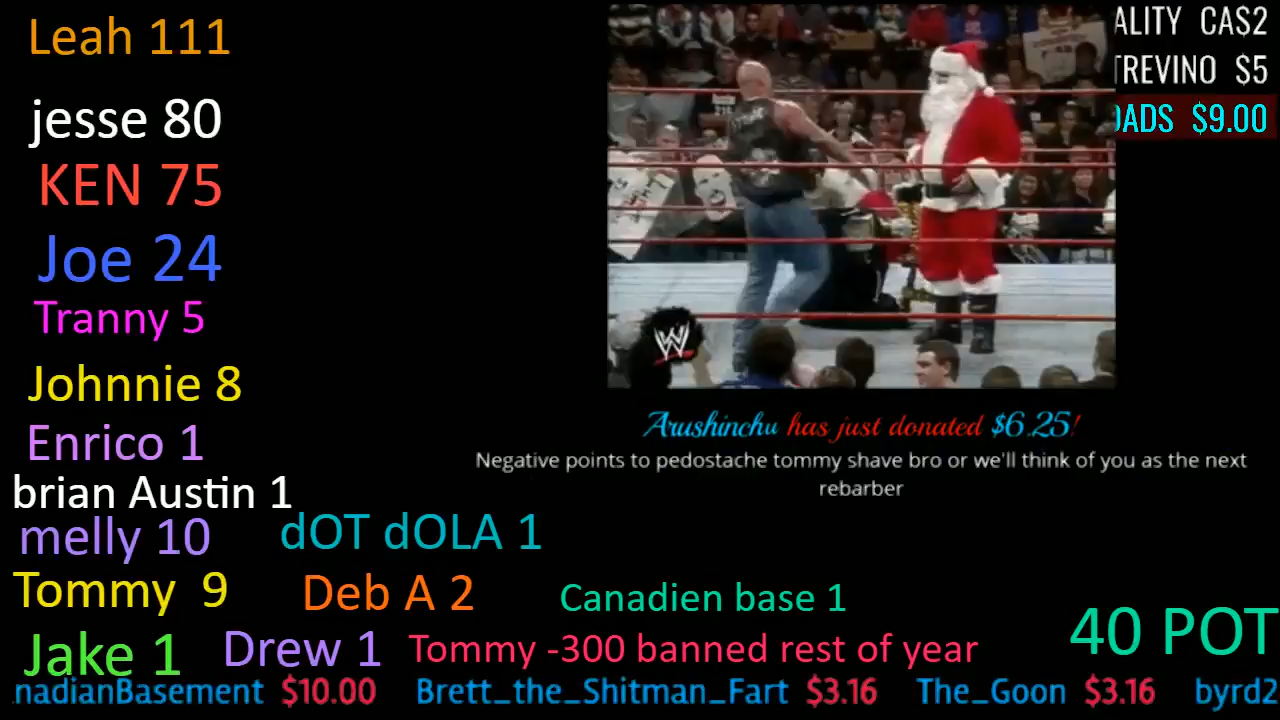 Leah 111
jesse 80
KEN 75
Joe 24
Tranny 5
Johnnie 8
Enrico 1
brian Austin 1
melly 10
dOT dOLA 1
Tommy 9
Deb A 2
Canadien base 1
Jake 1
Drew 1
Tommy -300 banned rest of year
40 POT
ALITY CAS2
TREVINO $5
OADS $9.00
W
Arushinchu has just donated $6.25!
Negative points to pedostache tommy shave bro or we'll think of you as the next
rebarber
nadianBasement $10.00 Brett_the_Shitman_Fart $3.16 The_Goon $3.16 byrd2